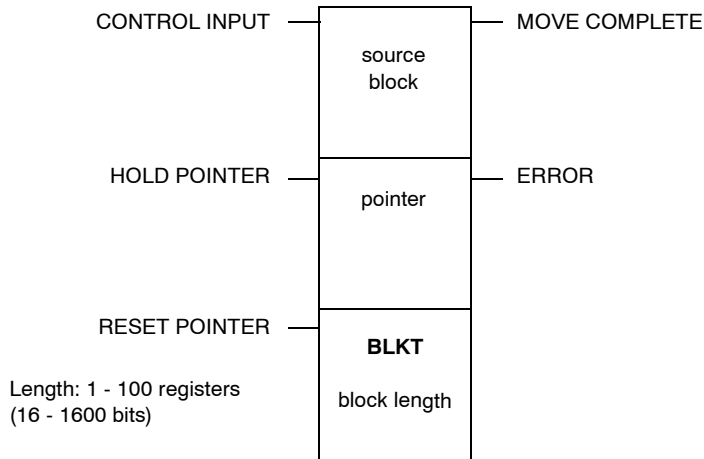 CONTROL INPUT
MOVE COMPLETE
source
block
HOLD POINTER
ERROR
pointer
RESET POINTER
BLKT
Length: 1 - 100 registers
(16 - 1600 bits)
block length